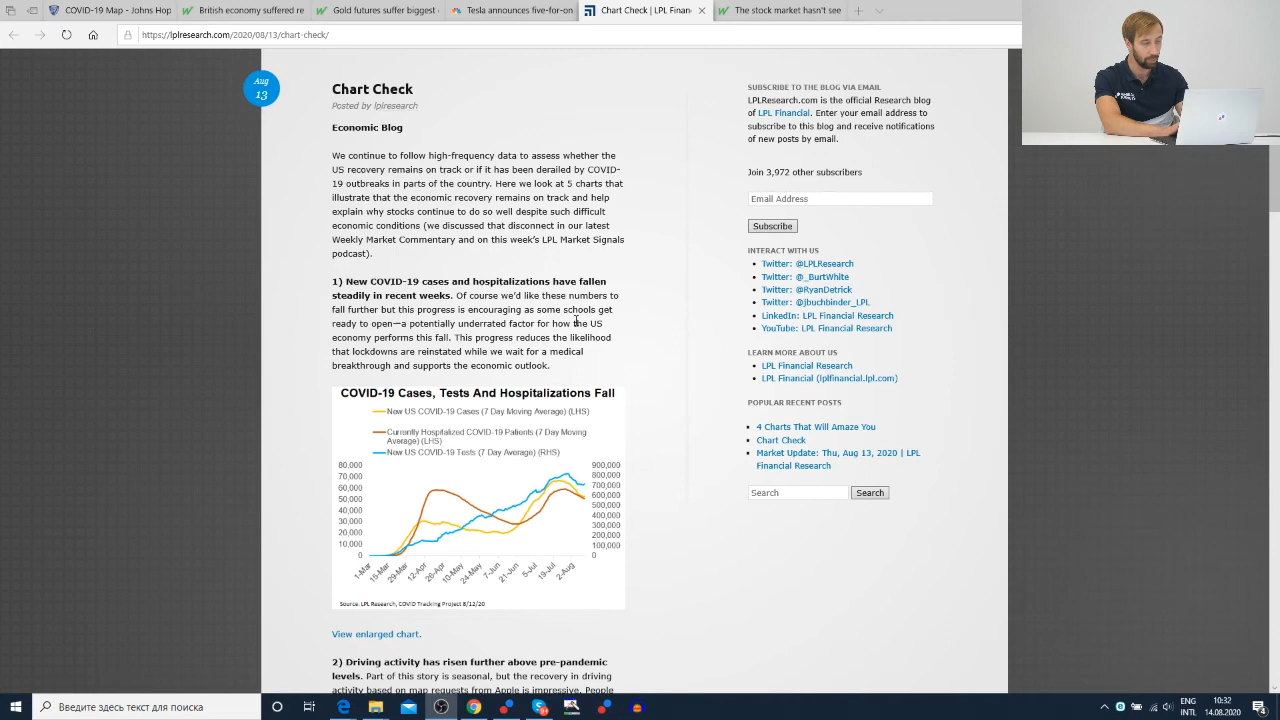 COVID-19 Map - Johns Hop
Economy suffered re
Aerospace-live-for-on
Chart Check | LPL Finan
The stock market hasn't see
https://lplresearch.com/2020/08/13/chart-check/
Aug
13
Chart Check
Posted by lplresearch
Economic Blog
We continue to follow high-frequency data to assess whether the
US recovery remains on track or if it has been derailed by COVID-
19 outbreaks in parts of the country. Here we look at 5 charts that
illustrate that the economic recovery remains on track and help
explain why stocks continue to do so well despite such difficult
economic conditions (we discussed that disconnect in our latest
Weekly Market Commentary and on this week's LPL Market Signals
podcast).
1) New COVID-19 cases and hospitalizations have fallen
steadily in recent weeks. Of course we'd like these numbers to
fall further but this progress is encouraging as some schools get
ready to open—a potentially underrated factor for how the US
economy performs this fall. This progress reduces the likelihood
that lockdowns are reinstated while we wait for a medical
breakthrough and supports the economic outlook.
COVID-19 Cases, Tests And Hospitalizations Fall
New US COVID-19 Cases (7 Day Moving Average) (LHS)
Currently Hospitalized COVID-19 Patients (7 Day Moving
Average) (LHS)
New US COVID-19 Tests (7 Day Average) (RHS)
80,000
70,000
60,000
50,000
40,000
30,000
20,000
10,000
0
900,000
800,000
700,000
600,000
500,000
400,000
300,000
200,000
100,000
0
1-Mar
15-Mar
29-Mar
12-Apr
26-Apr
10-May
24-May
7-Jun
21-Jun
5-Jul
19-Jul
2-Aug
Source: LPL Research, COVID Tracking Project 8/12/20
View enlarged chart.
2) Driving activity has risen further above pre-pandemic
levels. Part of this story is seasonal, but the recovery in driving
activity based on map requests from Apple is impressive. People
SUBSCRIBE TO THE BLOG VIA EMAIL
LPLResearch.com is the official Research blog
of LPL Financial. Enter your email address to
subscribe to this blog and receive notifications
of new posts by email.
Join 3,972 other subscribers
Email Address
Subscribe
INTERACT WITH US
Twitter: @LPLResearch
Twitter: @_BurtWhite
Twitter: @RyanDetrick
Twitter: @jbuchbinder_LPL
LinkedIn: LPL Financial Research
YouTube: LPL Financial Research
LEARN MORE ABOUT US
LPL Financial Research
LPL Financial (lplfinancial.lpl.com)
POPULAR RECENT POSTS
4 Charts That Will Amaze You
Chart Check
Market Update: Thu, Aug 13, 2020 | LPL
Financial Research
Search
Search
Введите здесь текст для поиска
INTL
10:32
14.08.2020